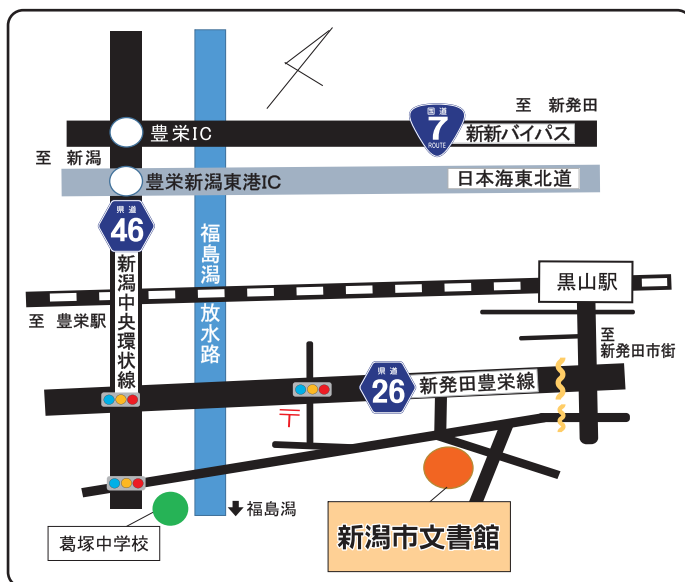 国道
7
ROUTE
至 新発田
豊栄IC
新新バイパス
至 新潟
豊栄新潟東港IC
日本海東北道
県道
46
新潟中央環状線
福島潟放水路
黒山駅
至 豊栄駅
至
新発田市街
県道
26
新発田豊栄線
〒
福島潟
葛塚中学校
新潟市文書館